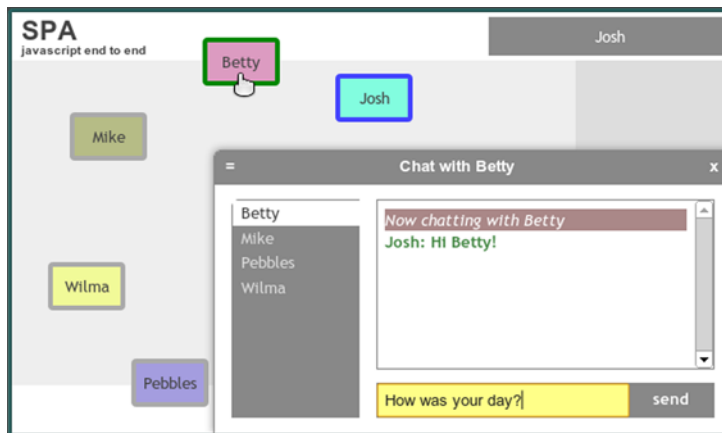 SPA
javascript end to end
Josh
Betty
Josh
Mike
Wilma
Pebbles
= Chat with Betty x
Betty
Mike
Pebbles
Wilma
Now chatting with Betty
Josh: Hi Betty!
How was your day?
send